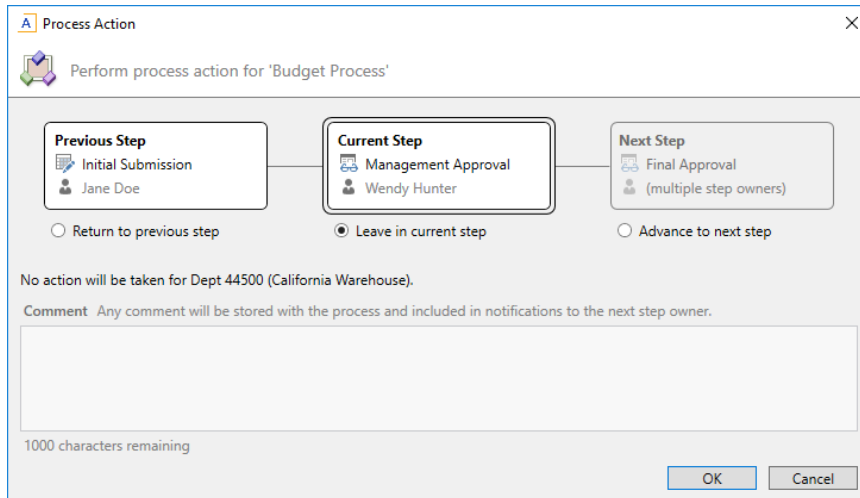 A Process Action
Perform process action for 'Budget Process'
Previous Step
Initial Submission
Jane Doe
Current Step
Management Approval
Wendy Hunter
Next Step
Final Approval
(multiple step owners)
Return to previous step
Leave in current step
Advance to next step
No action will be taken for Dept 44500 (California Warehouse).
Comment Any comment will be stored with the process and included in notifications to the next step owner.
1000 characters remaining
OK
Cancel